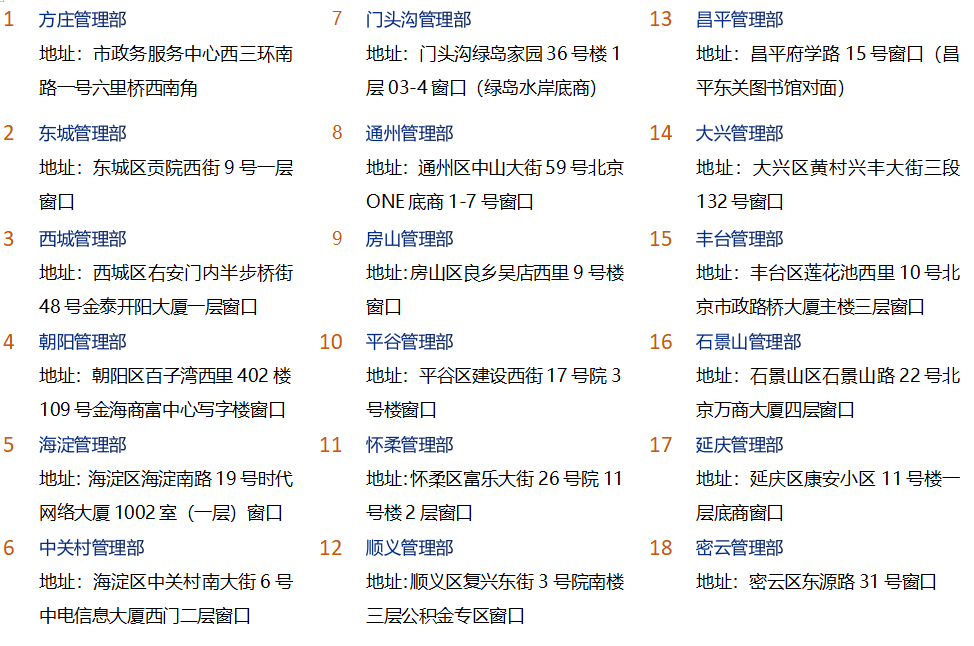 1 方庄管理部
地址：市政务服务中心西三环南
路一号六里桥西南角
2 东城管理部
地址：东城区贡院西街 9 号一层
窗口
3 西城管理部
地址：西城区右安门内半步桥街
48 号金泰开阳大厦一层窗口
4 朝阳管理部
地址：朝阳区百子湾西里 402 楼
109 号金海商富中心写字楼窗口
5 海淀管理部
地址：海淀区海淀南路 19 号时代
网络大厦 1002 室（一层）窗口
6 中关村管理部
地址：海淀区中关村南大街 6 号
中电信息大厦西门二层窗口
7 门头沟管理部
地址：门头沟绿岛家园 36 号楼 1
层 03-4 窗口（绿岛水岸底商）
8 通州管理部
地址：通州区中山大街 59 号北京
ONE 底商 1-7 号窗口
9 房山管理部
地址:房山区良乡吴店西里 9 号楼
窗口
10 平谷管理部
地址：平谷区建设西街 17 号院 3
号楼窗口
11 怀柔管理部
地址:怀柔区富乐大街 26 号院 11
号楼 2 层窗口
12 顺义管理部
地址:顺义区复兴东街 3 号院南楼
三层公积金专区窗口
13 昌平管理部
地址：昌平府学路 15 号窗口（昌
平东关图书馆对面）
14 大兴管理部
地址：大兴区黄村兴丰大街三段
132 号窗口
15 丰台管理部
地址：丰台区莲花池西里 10 号北
京市政路桥大厦主楼三层窗口
16 石景山管理部
地址：石景山区石景山路 22 号北
京万商大厦四层窗口
17 延庆管理部
地址：延庆区康安小区 11 号楼一
层底商窗口
18 密云管理部
地址：密云区东源路 31 号窗口